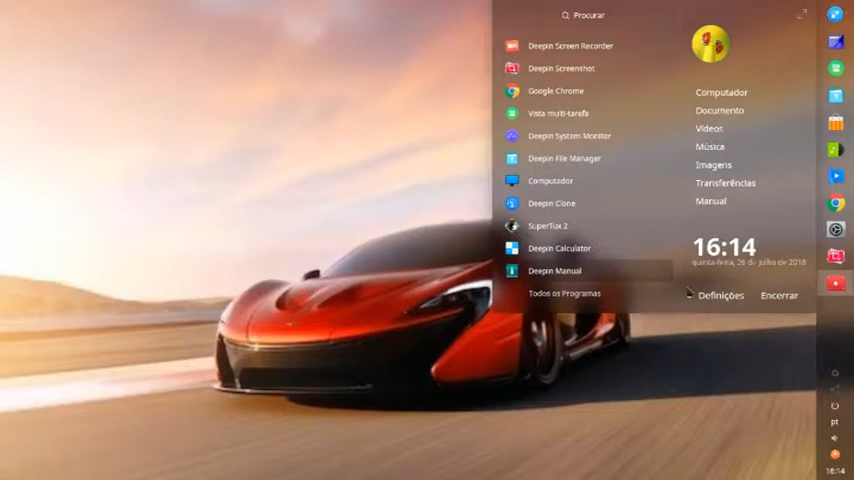 Procurar
Deepin Screen Recorder
Deepin Screenshot
Google Chrome
Vista multi-tarefa
Deepin System Monitor
Deepin File Manager
Computador
Deepin Clone
SuperTux 2
Deepin Calculator
Deepin Manual
Todos os Programas
Computador
Documento
Vídeos
Música
Imagens
Transferências
Manual
16:14
quinta-feira, 26 de julho de 2018
Definições
Encerrar
pt
16:14